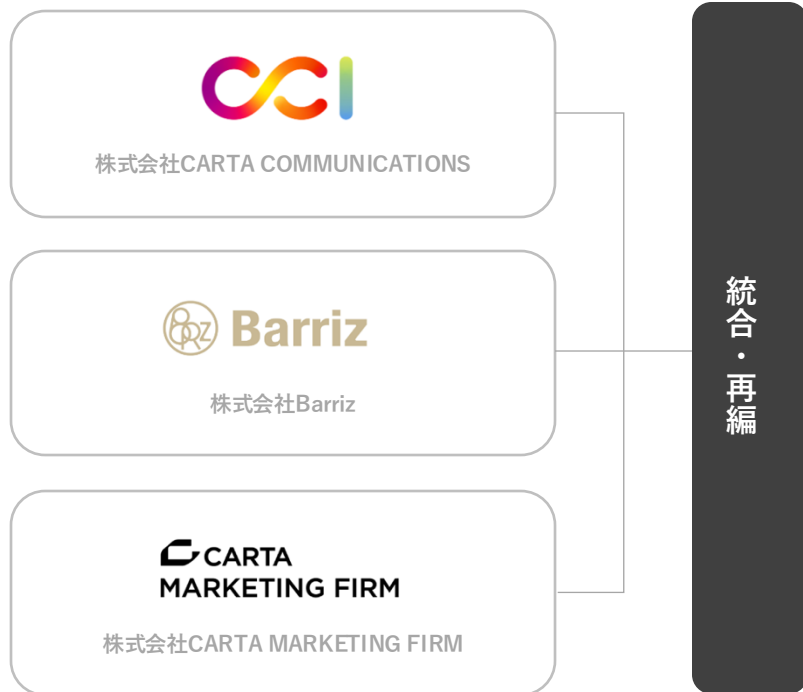 CCI
株式会社CARTA COMMUNICATIONS
BRZ Barriz
株式会社Barriz
CARTA
MARKETING FIRM
株式会社CARTA MARKETING FIRM
統合・再編